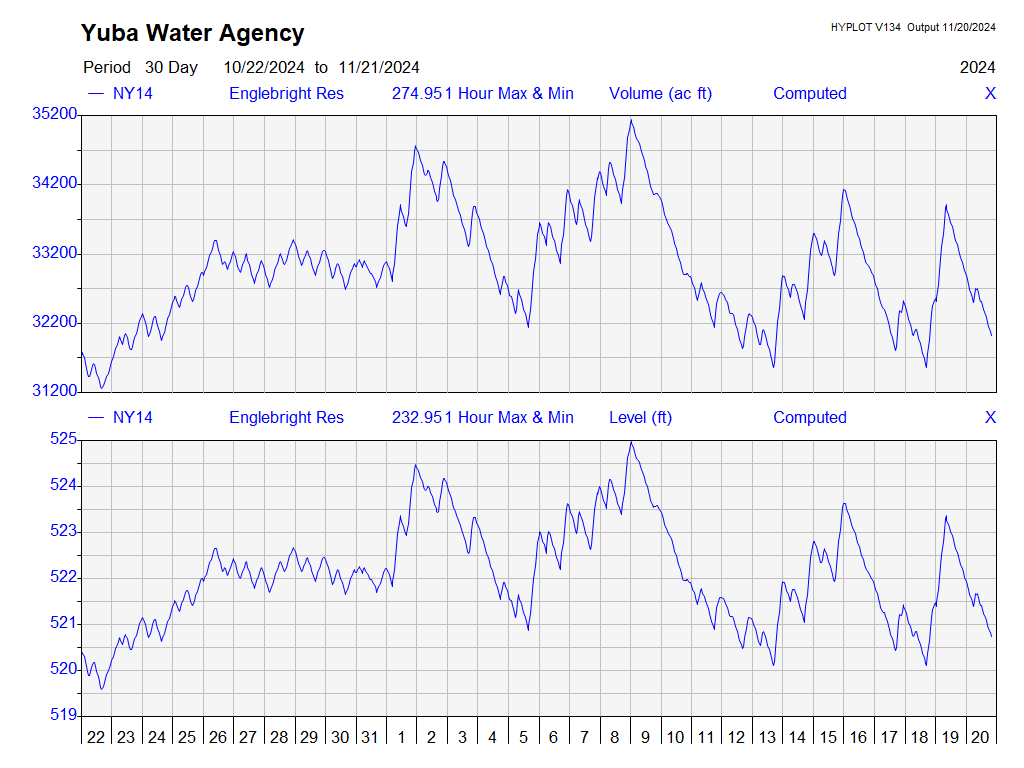 Yuba Water Agency
HYPLOT V134 Output 11/20/2024
Period 30 Day 10/22/2024 to 11/21/2024
2024
NY14 Englebright Res 274.951 Hour Max & Min Volume (ac ft) Computed X
35200
34200
33200
32200
31200
NY14 Englebright Res 232.951 Hour Max & Min Level (ft) Computed X
525
524
523
522
521
520
519
22 23 24 25 26 27 28 29 30 31 1 2 3 4 5 6 7 8 9 10 11 12 13 14 15 16 17 18 19 20